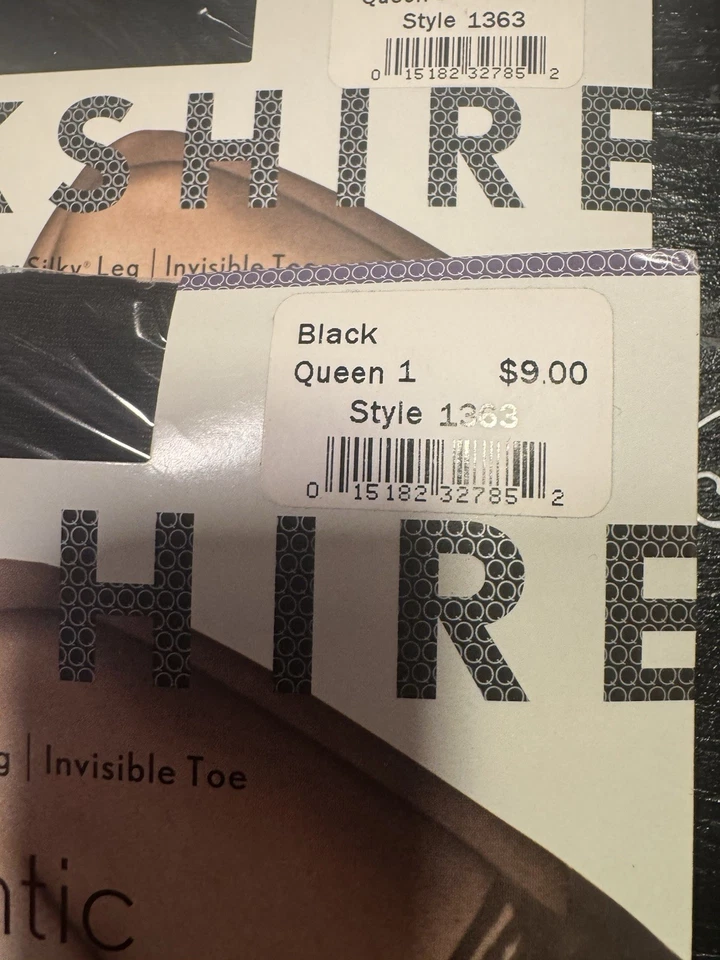 Queen
Style 1363
0 15182 32785 2
KSHIRE
Silky® Leg | Invisible Toe
Black
Queen 1 $9.00
Style 1363
0 15182 32785 2
HIRE
g | Invisible Toe
ntic